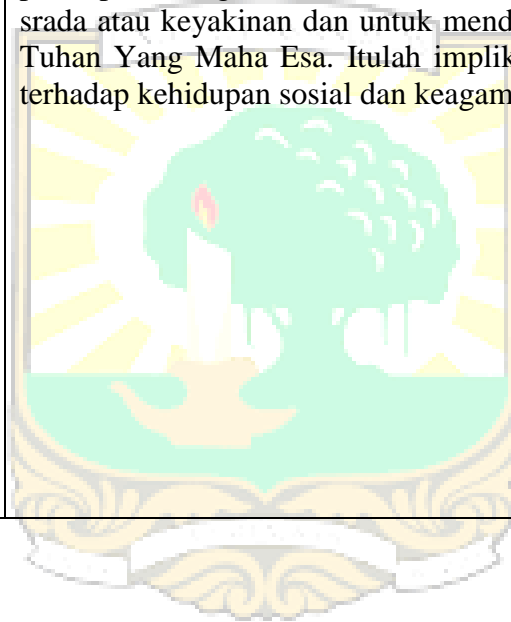 srada atau keyakinan dan untuk mend
Tuhan Yang Maha Esa. Itulah implik
terhadap kehidupan sosial dan keagam